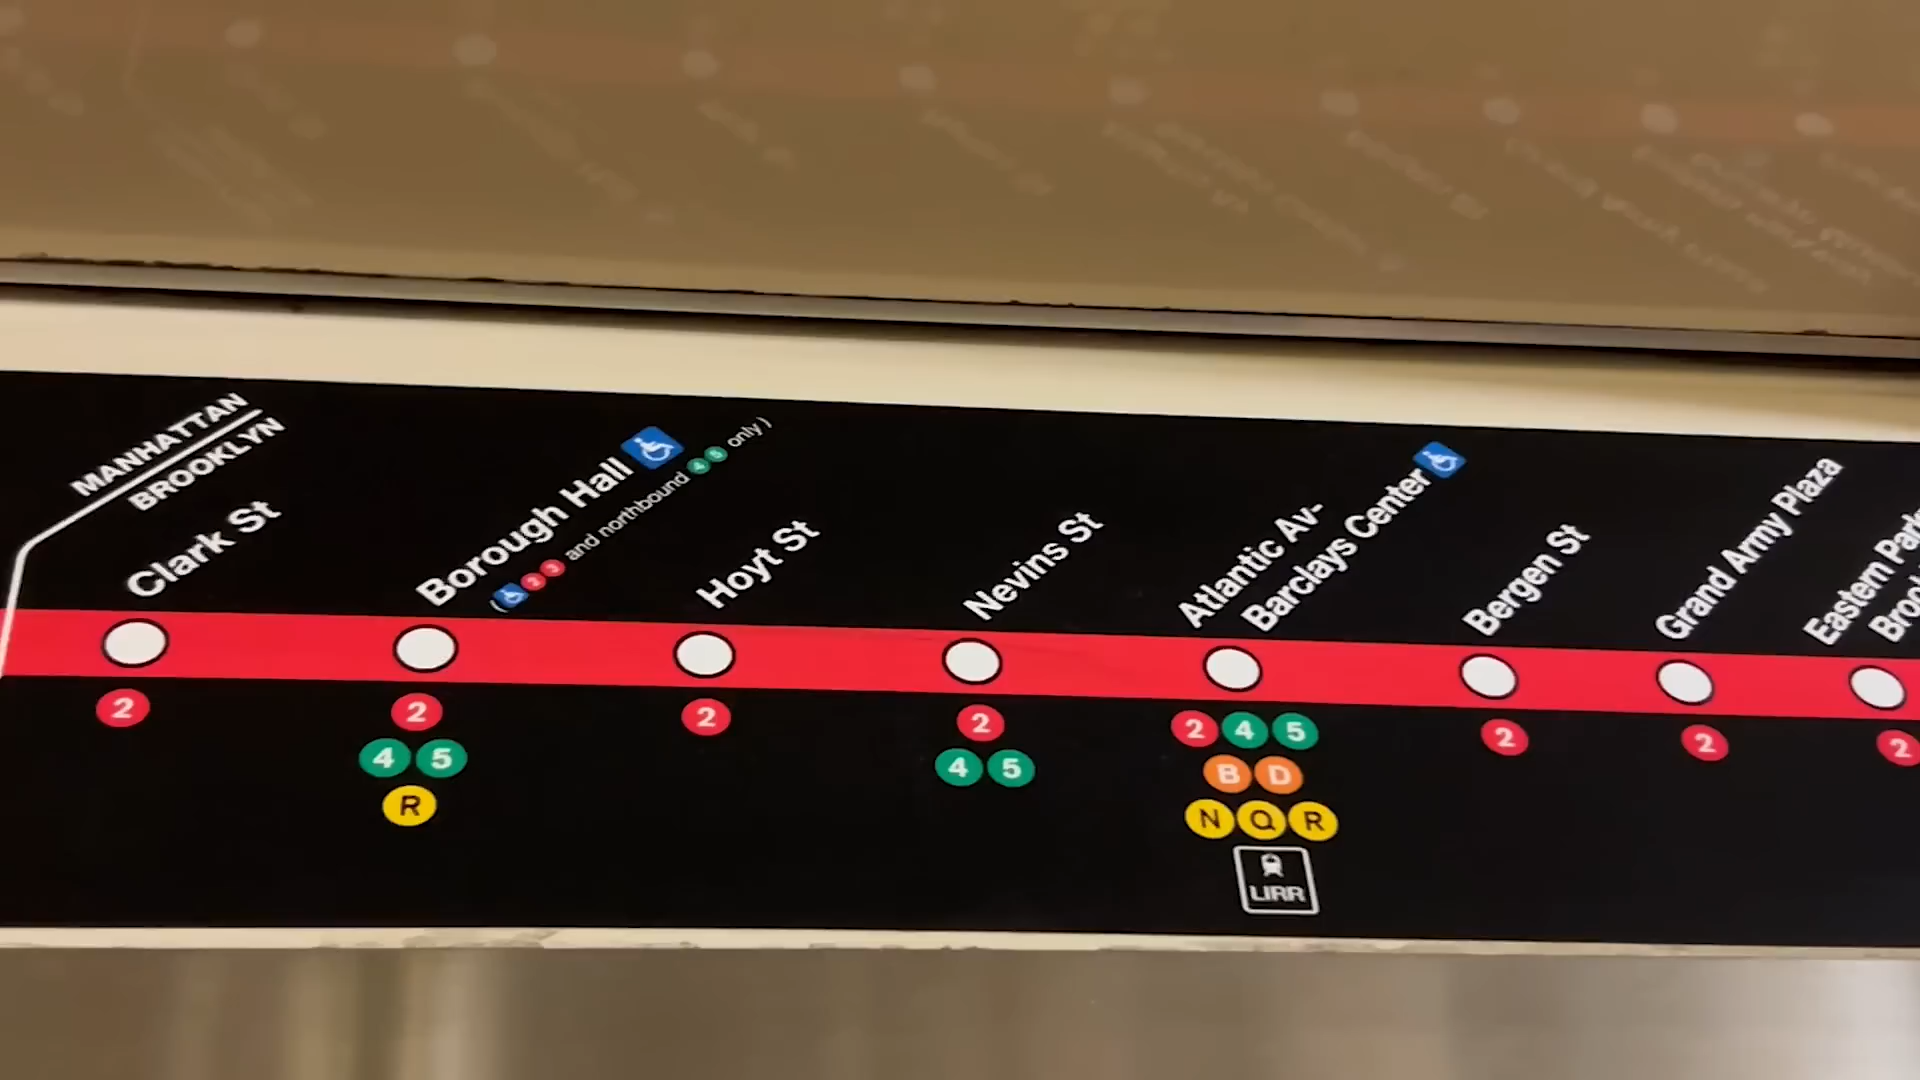 MANHATTAN
BROOKLYN
Clark St
Borough Hall
( 2 3 and northbound 4 5 only )
Hoyt St
Nevins St
Atlantic Av-
Barclays Center
Bergen St
Grand Army Plaza
Eastern
2
2
4 5
R
2
2
4 5
2 4 5
B D
N Q R
LIRR
2
2
2